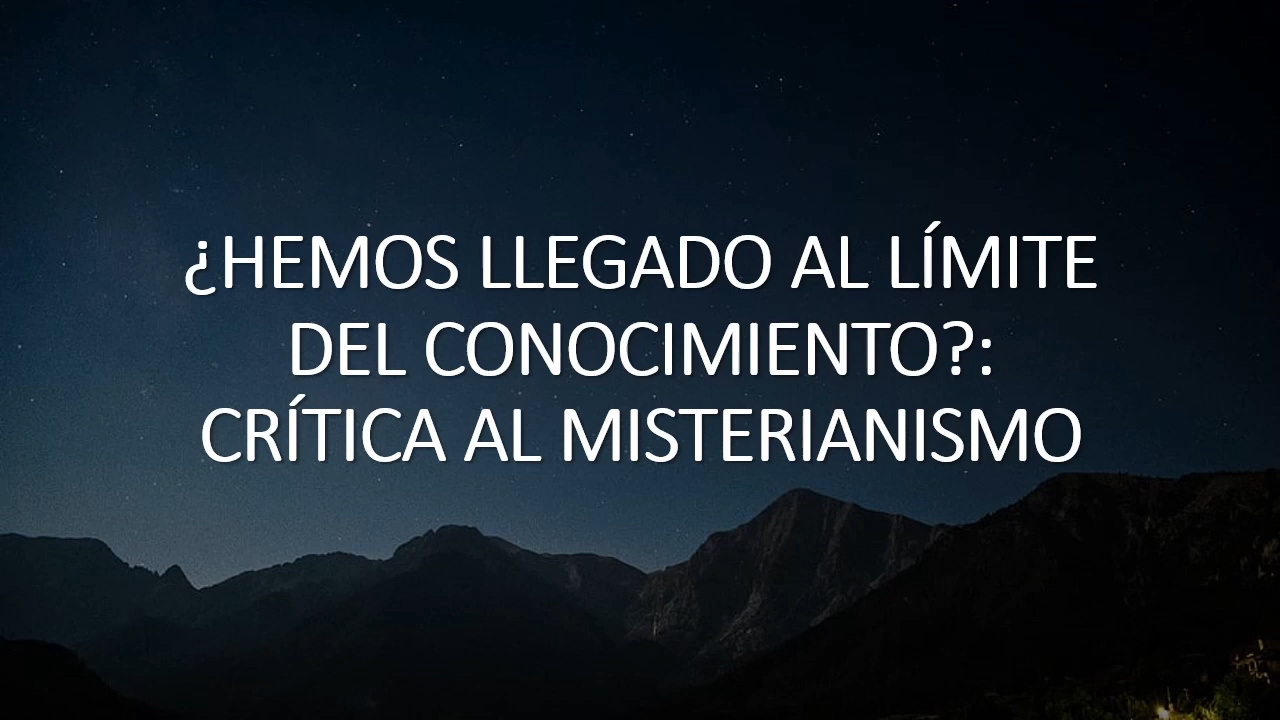 ¿HEMOS LLEGADO AL LÍMITE
DEL CONOCIMIENTO?:
CRÍTICA AL MISTERIANISMO